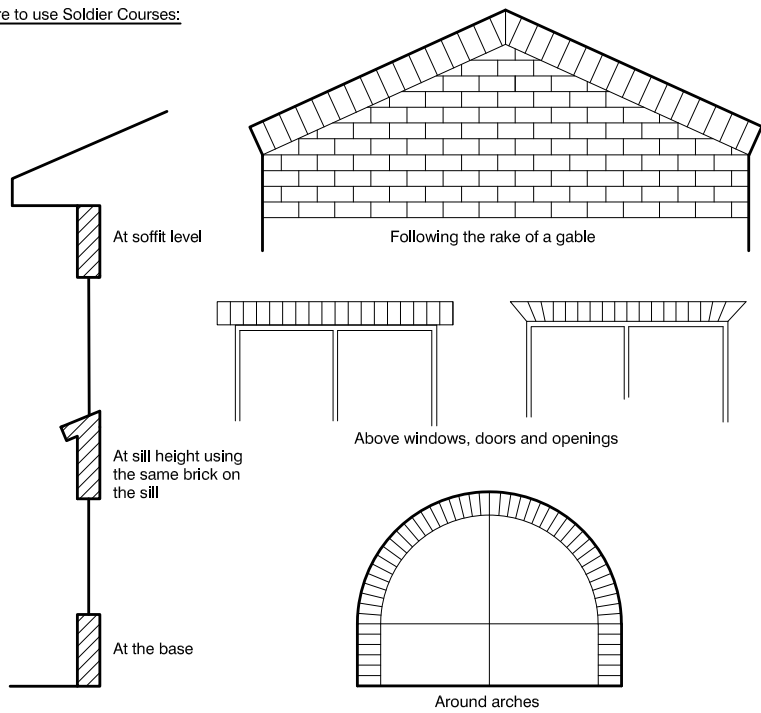 to use Soldier Courses:
At soffit level
Following the rake of a gable
Above windows, doors and openings
At sill height using
the same brick on
the sill
At the base
Around arches